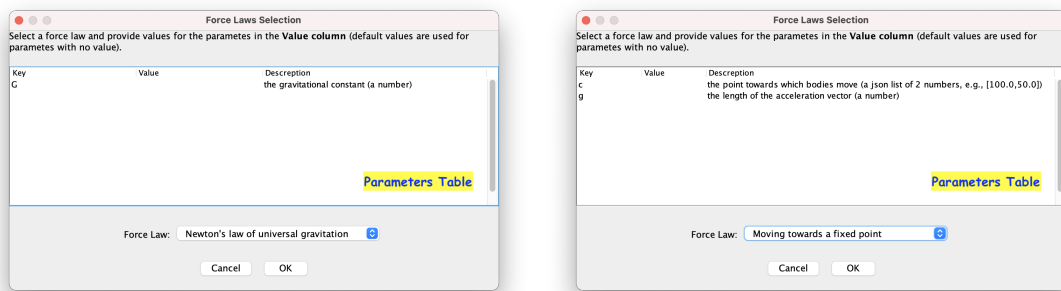 Force Laws Selection
Select a force law and provide values for the parametes in the Value column (default values are used for
parametes with no value).
Key Value Descreption
G the gravitational constant (a number)
Parameters Table
Force Law: Newton's law of universal gravitation
Cancel OK
Force Laws Selection
Select a force law and provide values for the parametes in the Value column (default values are used for
parametes with no value).
Key Value Descreption
c the point towards which bodies move (a json list of 2 numbers, e.g., [100.0,50.0])
g the length of the acceleration vector (a number)
Parameters Table
Force Law: Moving towards a fixed point
Cancel OK